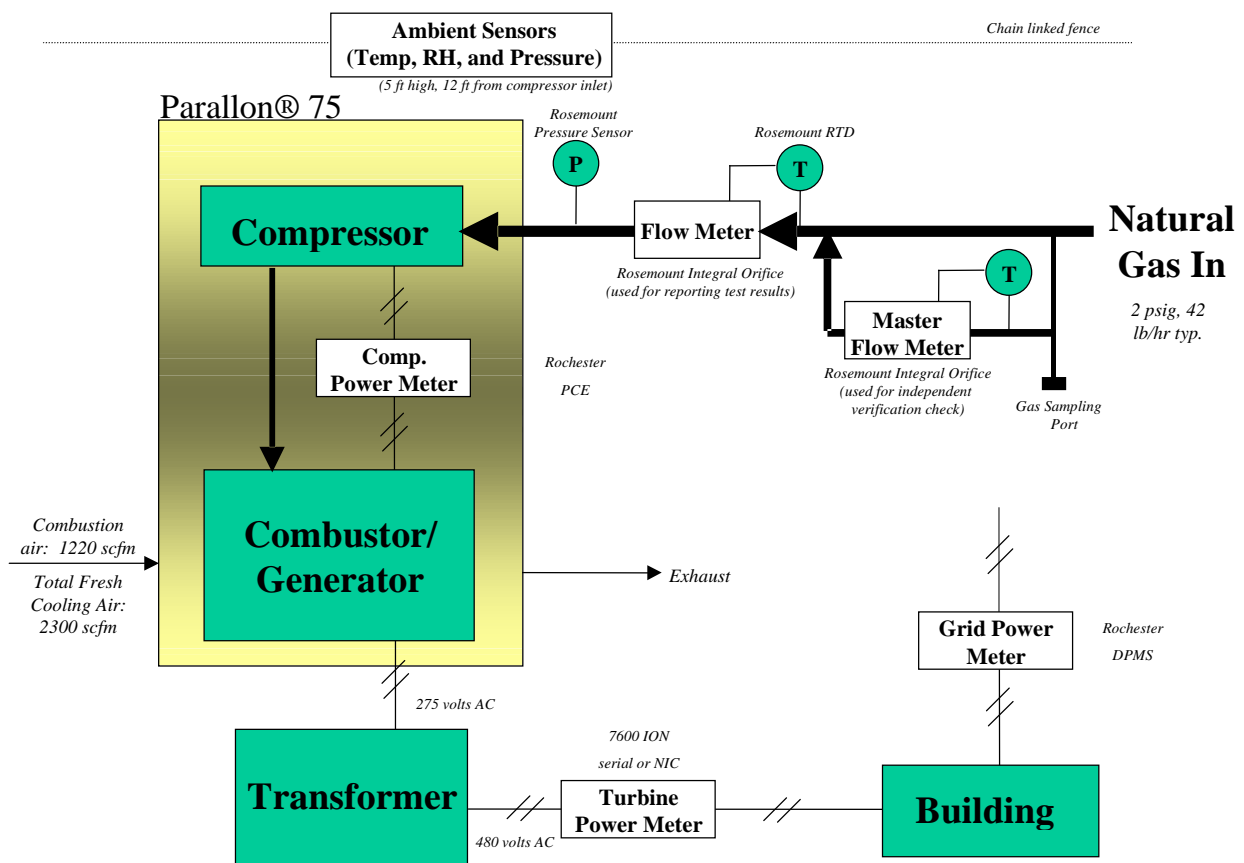 Ambient Sensors
(Temp, RH, and Pressure)
(5 ft high, 12 ft from compressor inlet)
Chain linked fence
Parallon® 75
Rosemount
Pressure Sensor
Rosemount RTD
P
T
Compressor
Flow Meter
Natural
Gas In
2 psig, 42
lb/hr typ.
Rosemount Integral Orifice
(used for reporting test results)
T
Master
Flow Meter
Rosemount Integral Orifice
(used for independent
verification check)
Gas Sampling
Port
Comp.
Power Meter
Rochester
PCE
Combustion
air: 1220 scfm
Total Fresh
Cooling Air:
2300 scfm
Combustor/
Generator
Exhaust
Grid Power
Meter
Rochester
DPMS
275 volts AC
Transformer
480 volts AC
7600 ION
serial or NIC
Turbine
Power Meter
Building